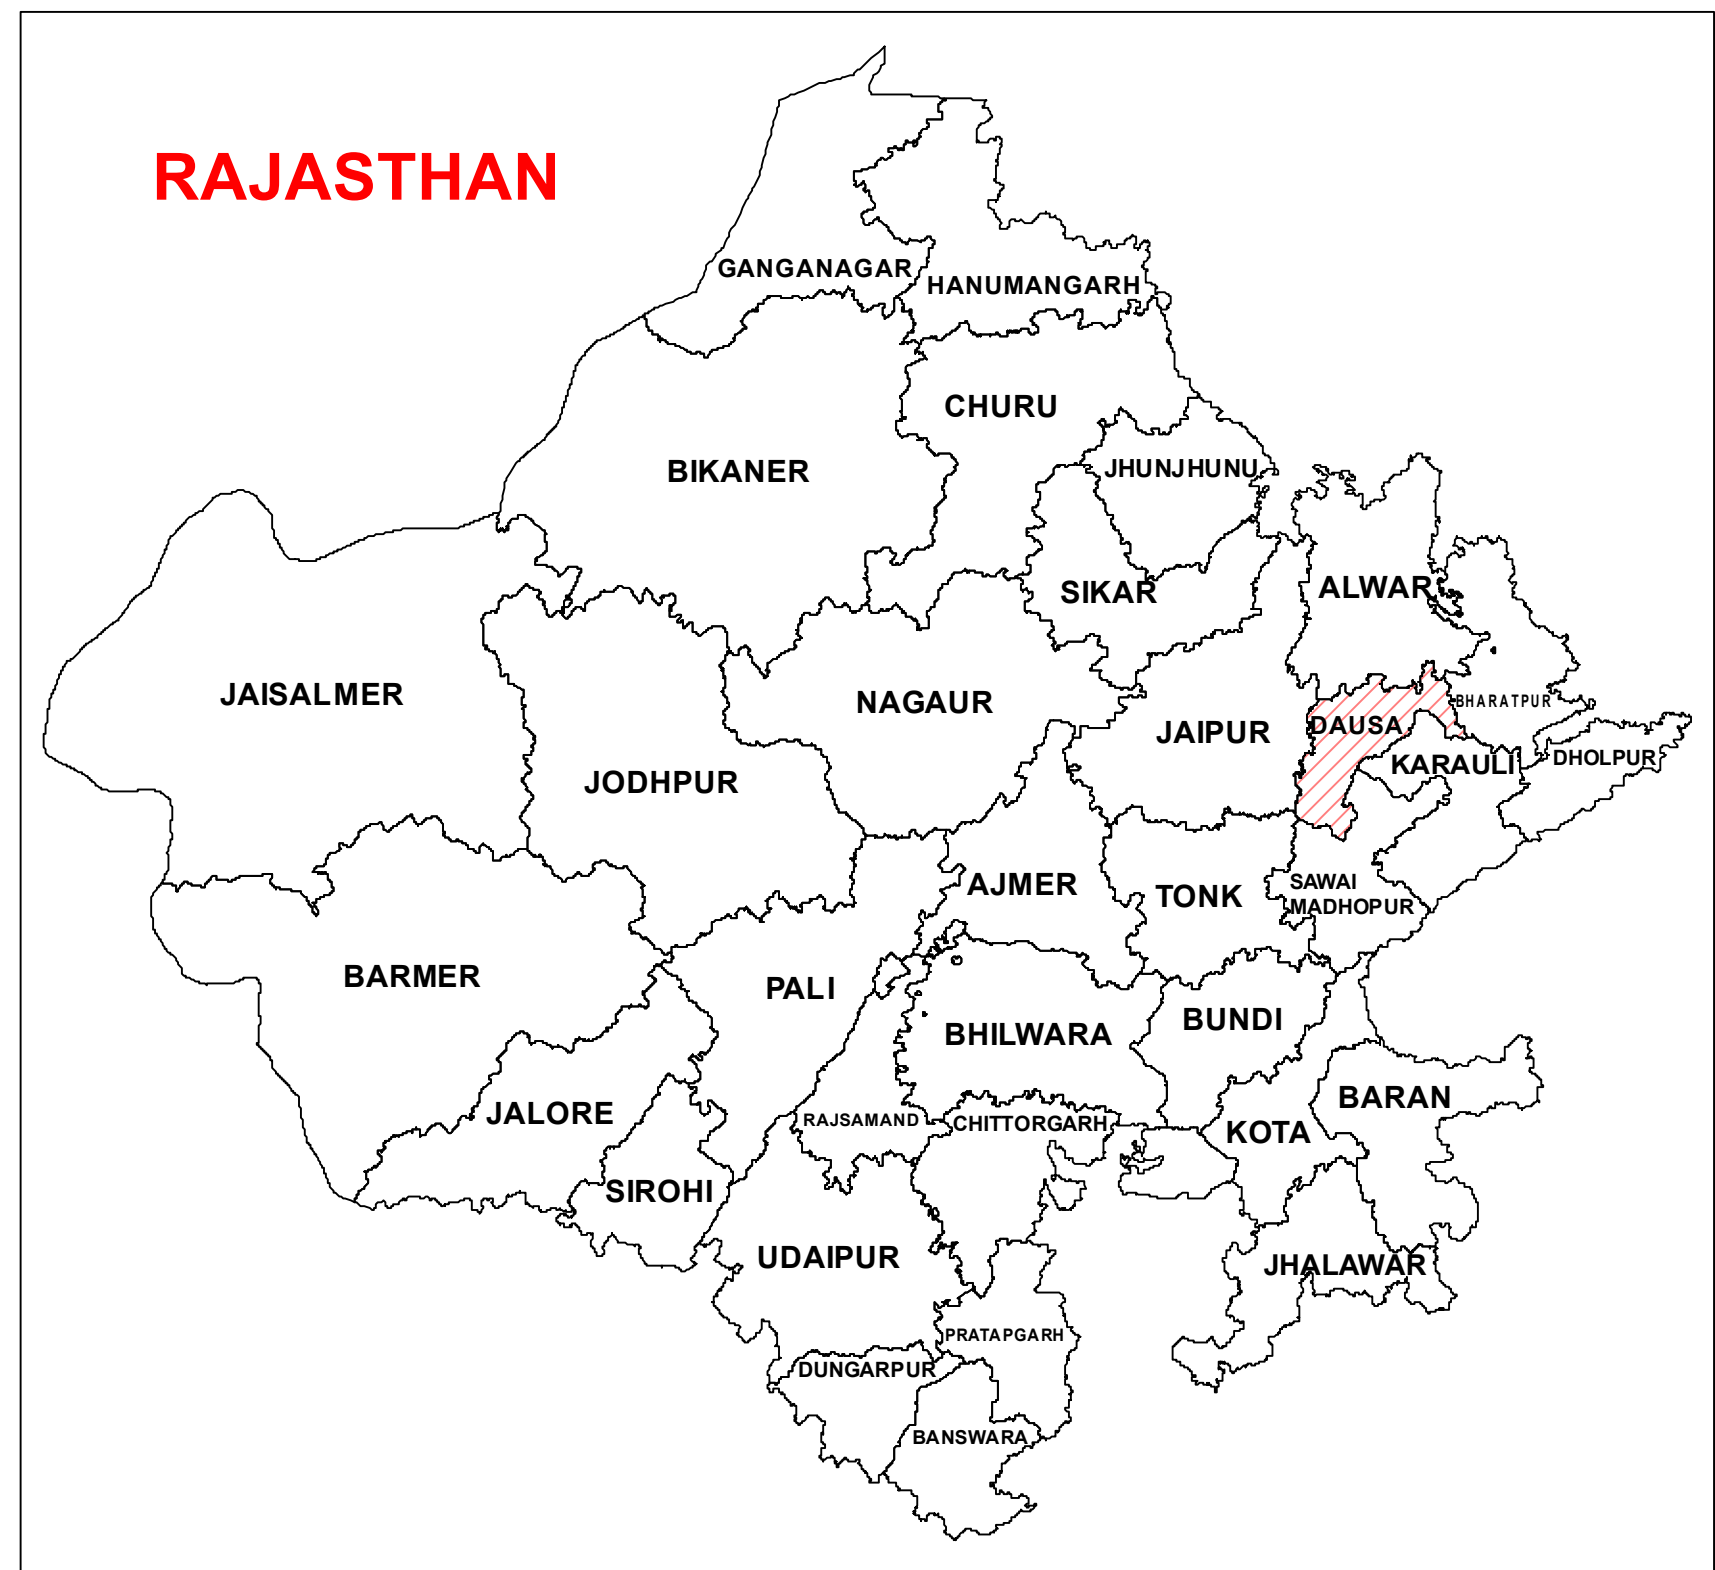 RAJASTHAN
GANGANAGAR
HANUMANGARH
CHURU
BIKANER
JHUNJHUNU
SIKAR
ALWAR
JAISALMER
NAGAUR
BHARATPUR
DAUSA
JAIPUR
KARAULI
DHOLPUR
JODHPUR
AJMER
TONK
SAWAI
MADHOPUR
BARMER
PALI
BUNDI
BHILWARA
BARAN
JALORE
RAJSAMAND
CHITTORGARH
KOTA
SIROHI
UDAIPUR
JHALAWAR
PRATAPGARH
DUNGARPUR
BANSWARA